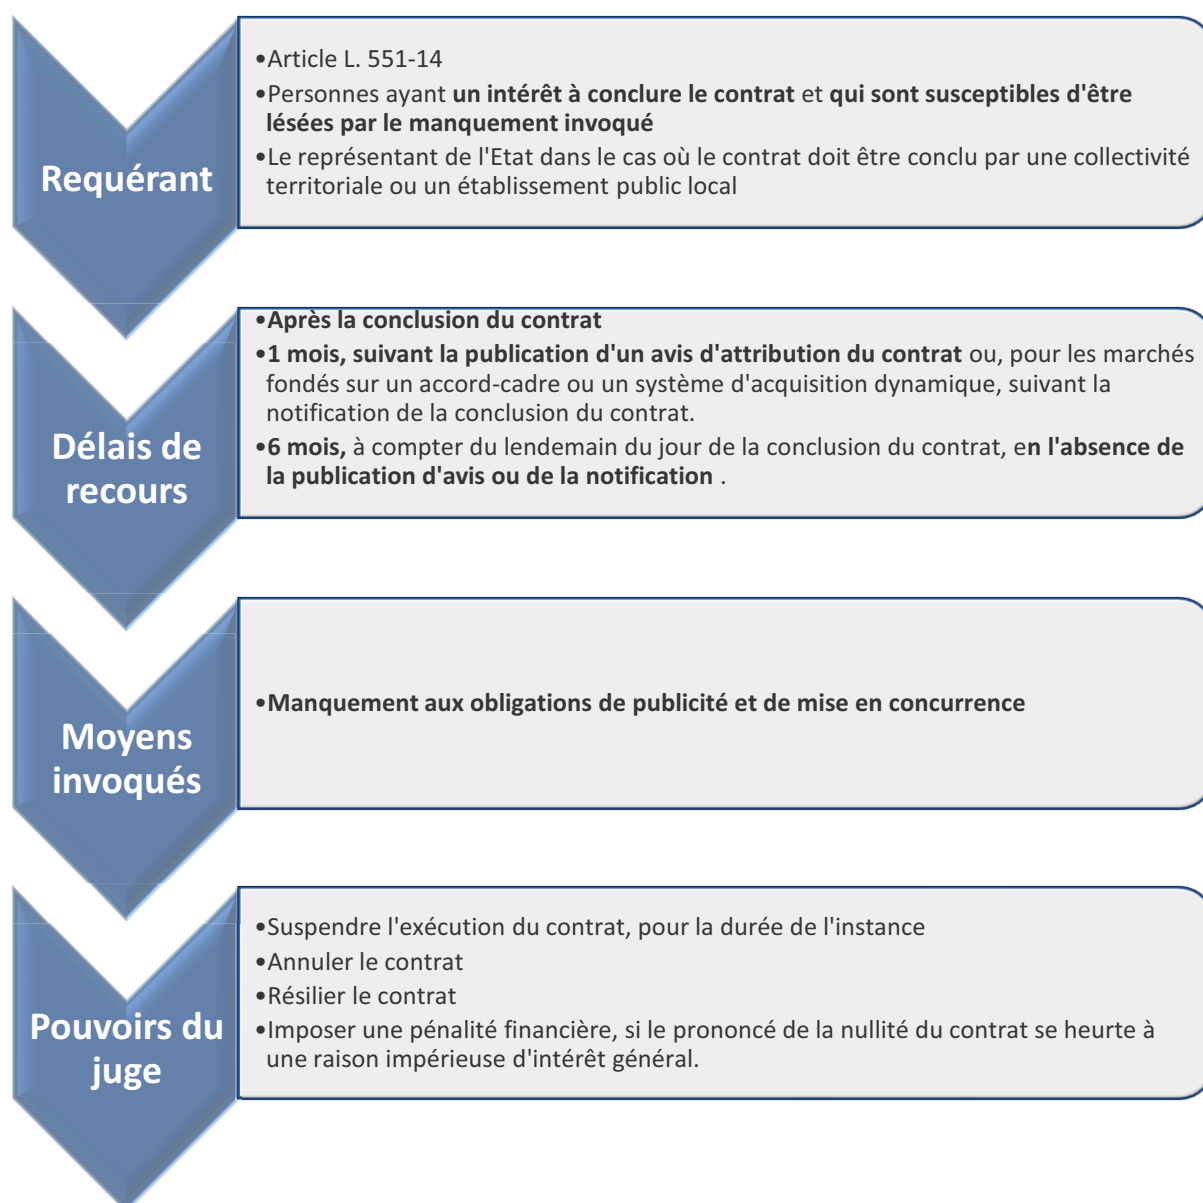 Requérant
•Article L. 551-14
•Personnes ayant un intérêt à conclure le contrat et qui sont susceptibles d'être
lésées par le manquement invoqué
•Le représentant de l'Etat dans le cas où le contrat doit être conclu par une collectivité
territoriale ou un établissement public local
Délais de
recours
•Après la conclusion du contrat
•1 mois, suivant la publication d'un avis d'attribution du contrat ou, pour les marchés
fondés sur un accord-cadre ou un système d'acquisition dynamique, suivant la
notification de la conclusion du contrat.
•6 mois, à compter du lendemain du jour de la conclusion du contrat, en l'absence de
la publication d'avis ou de la notification .
Moyens
invoqués
•Manquement aux obligations de publicité et de mise en concurrence
Pouvoirs du
juge
•Suspendre l'exécution du contrat, pour la durée de l'instance
•Annuler le contrat
•Résilier le contrat
•Imposer une pénalité financière, si le prononcé de la nullité du contrat se heurte à
une raison impérieuse d'intérêt général.